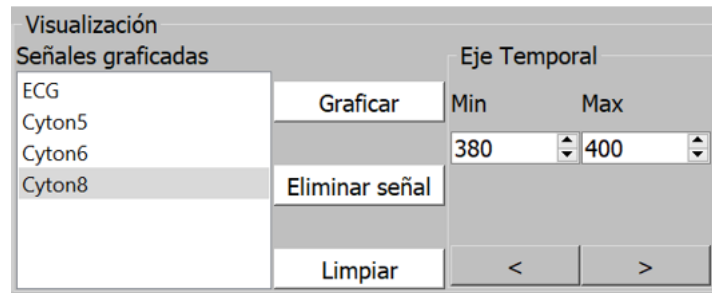 Visualización
Señales graficadas
ECG
Cyton5
Cyton6
Cyton8
Graficar
Eliminar señal
Limpiar
Eje Temporal
Min Max
380 400
< >